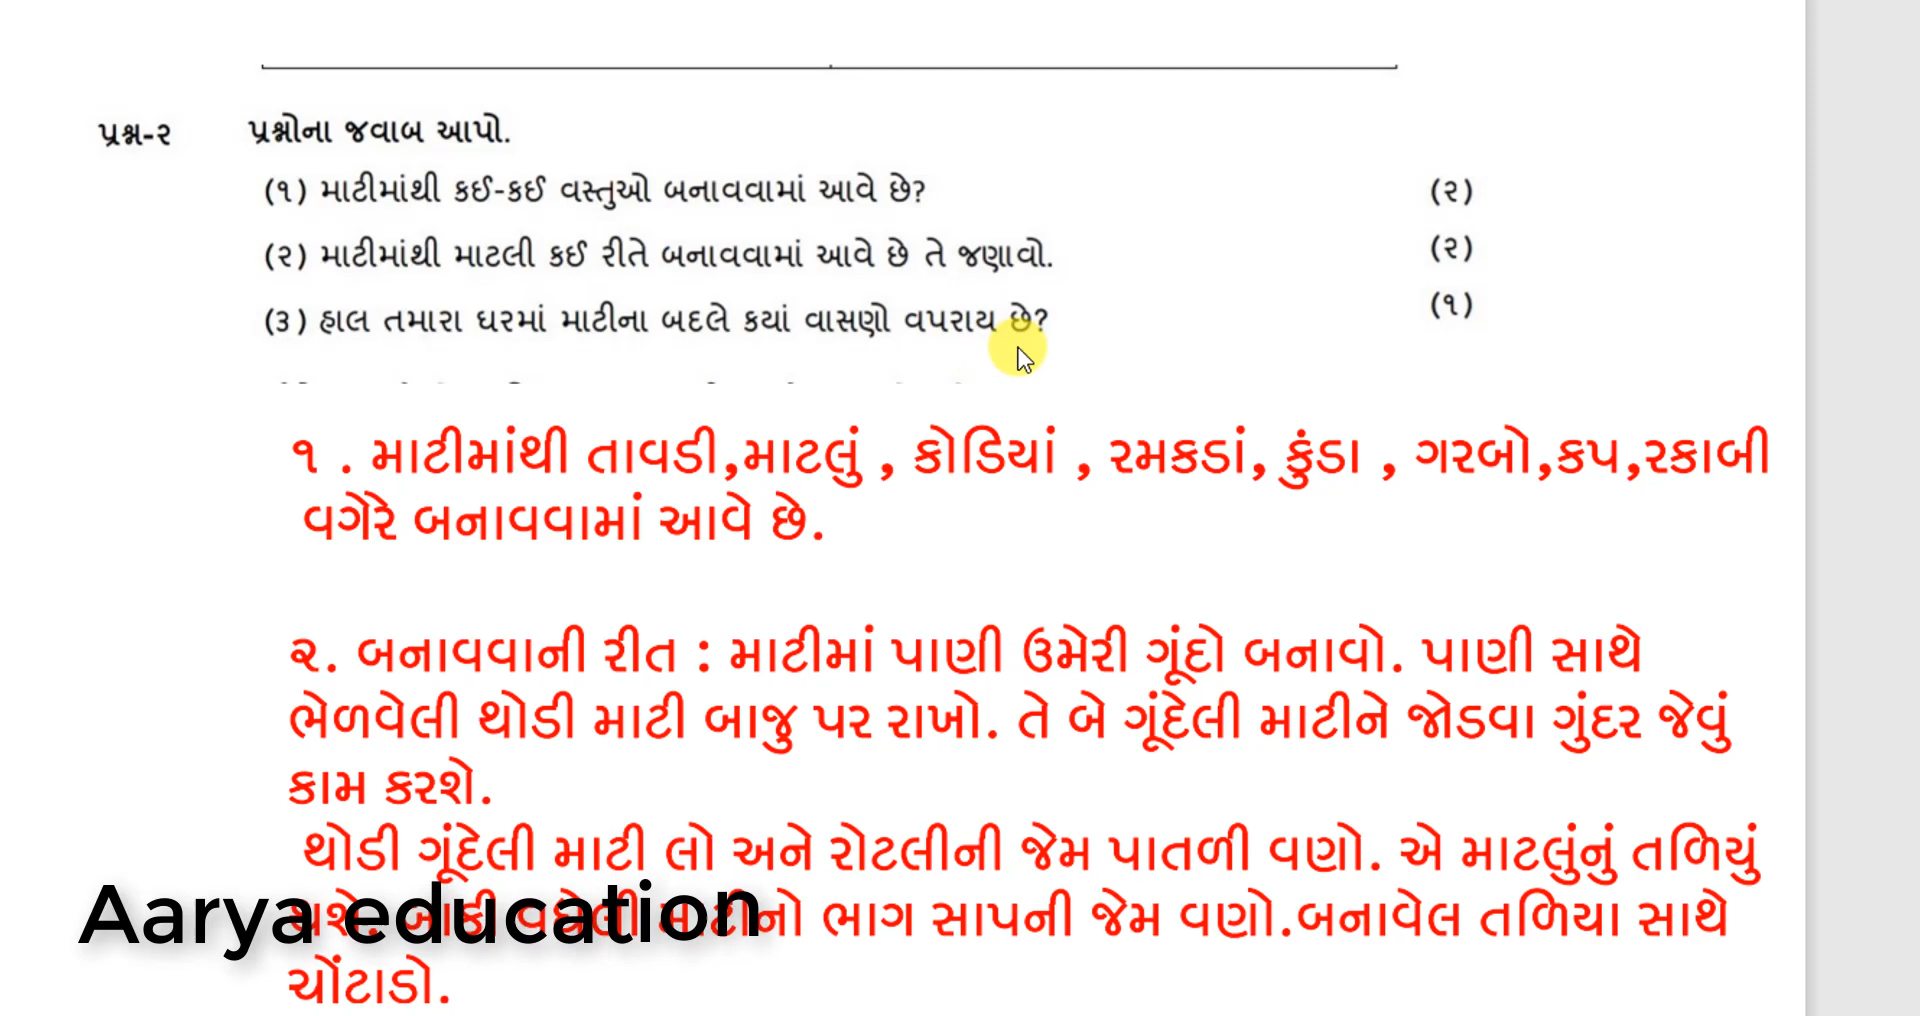 પ્રશ્ન-૨ પ્રશ્નોના જવાબ આપો.
(૧) માટીમાંથી કઈ-કઈ વસ્તુઓ બનાવવામાં આવે છે? (૨)
(૨) માટીમાંથી માટલી કઈ રીતે બનાવવામાં આવે છે તે જણાવો. (૨)
(૩) હાલ તમારા ઘરમાં માટીના બદલે કયાં વાસણો વપરાય છે? (૧)
૧ . માટીમાંથી તાવડી,માટલું , કોડિયાં , રમકડાં, કુંડા , ગરબો,કપ,રકાબી
વગેરે બનાવવામાં આવે છે.
૨. બનાવવાની રીત : માટીમાં પાણી ઉમેરી ગૂંદો બનાવો. પાણી સાથે
ભેળવેલી થોડી માટી બાજુ પર રાખો. તે બે ગૂંદેલી માટીને જોડવા ગુંદર જેવું
કામ કરશે.
થોડી ગૂંદેલી માટી લો અને રોટલીની જેમ પાતળી વણો. એ માટલુંનું તળિયું
થશે. બાકી વધેલી માટીનો ભાગ સાપની જેમ વણો.બનાવેલ તળિયા સાથે
ચોંટાડો.
Aarya education